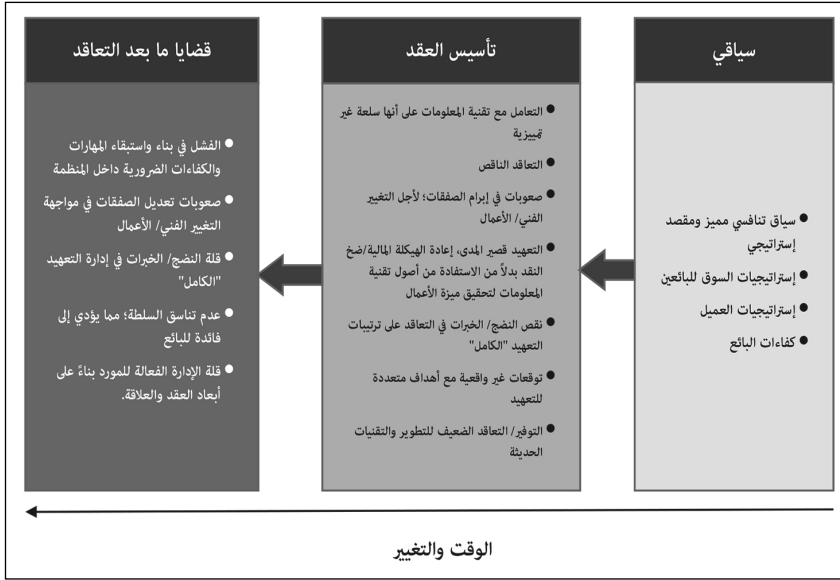 سياقي
● سياق تنافسي مميز ومقصد
إستراتيجي
● إستراتيجيات السوق للبائعين
● إستراتيجيات العميل
● كفاءات البائع
تأسيس العقد
● التعامل مع تقنية المعلومات على أنها سلعة غير
تمييزية
● التعاقد الناقص
● صعوبات في إبرام الصفقات؛ لأجل التغيير
الفني/ الأعمال
● التعهيد قصير المدى، إعادة الهيكلة المالية/ضخ
النقد بدلاً من الاستفادة من أصول تقنية
المعلومات لتحقيق ميزة الأعمال
● نقص النضج/ الخبرات في التعاقد على ترتيبات
التعهيد "الكامل"
● توقعات غير واقعية مع أهداف متعددة
للتعهيد
● التوفير/ التعاقد الضعيف للتطوير والتقنيات
الحديثة
قضايا ما بعد التعاقد
● الفشل في بناء واستبقاء المهارات
والكفاءات الضرورية داخل المنظمة
● صعوبات تعديل الصفقات في مواجهة
التغيير الفني/ الأعمال
● قلة النضج/ الخبرات في إدارة التعهيد
"الكامل"
● عدم تناسق السلطة؛ مما يؤدي إلى
فائدة للبائع
● قلة الإدارة الفعالة للمورد بناءً على
أبعاد العقد والعلاقة.
الوقت والتغيير